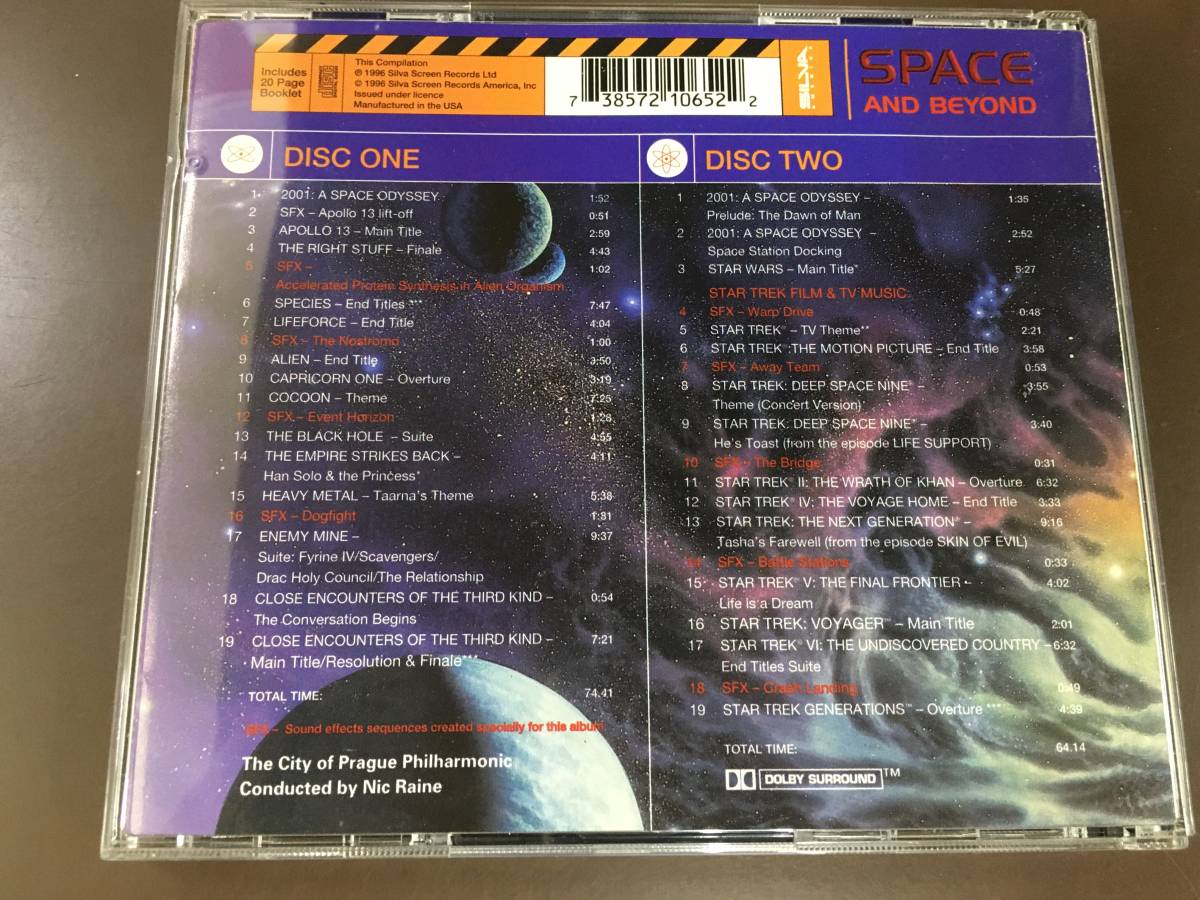 Includes
20 Page
Booklet
This Compilation
℗ 1996 Silva Screen Records Ltd
© 1996 Silva Screen Records America, Inc
Issued under licence
Manufactured in the USA
7 38572 10652 2
SILVA
SPACE
AND BEYOND
DISC ONE
1 2001: A SPACE ODYSSEY 1:52
2 SFX – Apollo 13 lift-off 0:51
3 APOLLO 13 – Main Title 2:59
4 THE RIGHT STUFF – Finale 4:43
5 SFX – 1:02
Accelerated Protein Synthesis in Alien Organism
6 SPECIES – End Titles *** 7:47
7 LIFEFORCE – End Title 4:04
8 SFX – The Nostromo 1:00
9 ALIEN – End Title 3:50
10 CAPRICORN ONE – Overture 3:19
11 COCOON – Theme 7:25
12 SFX – Event Horizon 1:28
13 THE BLACK HOLE – Suite 4:55
14 THE EMPIRE STRIKES BACK – 4:11
Han Solo & the Princess*
15 HEAVY METAL – Taarna's Theme 5:38
16 SFX – Dogfight 1:31
17 ENEMY MINE – 9:37
Suite: Fyrine IV/Scavengers/
Drac Holy Council/The Relationship
18 CLOSE ENCOUNTERS OF THE THIRD KIND – 0:54
The Conversation Begins
19 CLOSE ENCOUNTERS OF THE THIRD KIND – 7:21
Main Title/Resolution & Finale***
TOTAL TIME: 74.41
SFX – Sound effects sequences created specially for this album
The City of Prague Philharmonic
Conducted by Nic Raine
DISC TWO
1 2001: A SPACE ODYSSEY – 1:35
Prelude: The Dawn of Man
2 2001: A SPACE ODYSSEY – 2:52
Space Station Docking
3 STAR WARS – Main Title* 5:27
STAR TREK FILM & TV MUSIC:
4 SFX – Warp Drive 0:48
5 STAR TREK™ – TV Theme** 2:21
6 STAR TREK™:THE MOTION PICTURE – End Title 3:58
7 SFX – Away Team 0:53
8 STAR TREK: DEEP SPACE NINE™ – 3:55
Theme (Concert Version)
9 STAR TREK: DEEP SPACE NINE™ – 3:40
He's Toast (from the episode LIFE SUPPORT)
10 SFX – The Bridge 0:31
11 STAR TREK™ II: THE WRATH OF KHAN – Overture 6:32
12 STAR TREK™ IV: THE VOYAGE HOME – End Title 3:33
13 STAR TREK: THE NEXT GENERATION™ – 9:16
Tasha's Farewell (from the episode SKIN OF EVIL)
14 SFX – Battle Stations 0:33
15 STAR TREK™ V: THE FINAL FRONTIER – 4:02
Life is a Dream
16 STAR TREK: VOYAGER™ – Main Title 2:01
17 STAR TREK™ VI: THE UNDISCOVERED COUNTRY – 6:32
End Titles Suite
18 SFX – Crash Landing 0:49
19 STAR TREK GENERATIONS™ – Overture *** 4:39
TOTAL TIME: 64.14
DOLBY SURROUND™